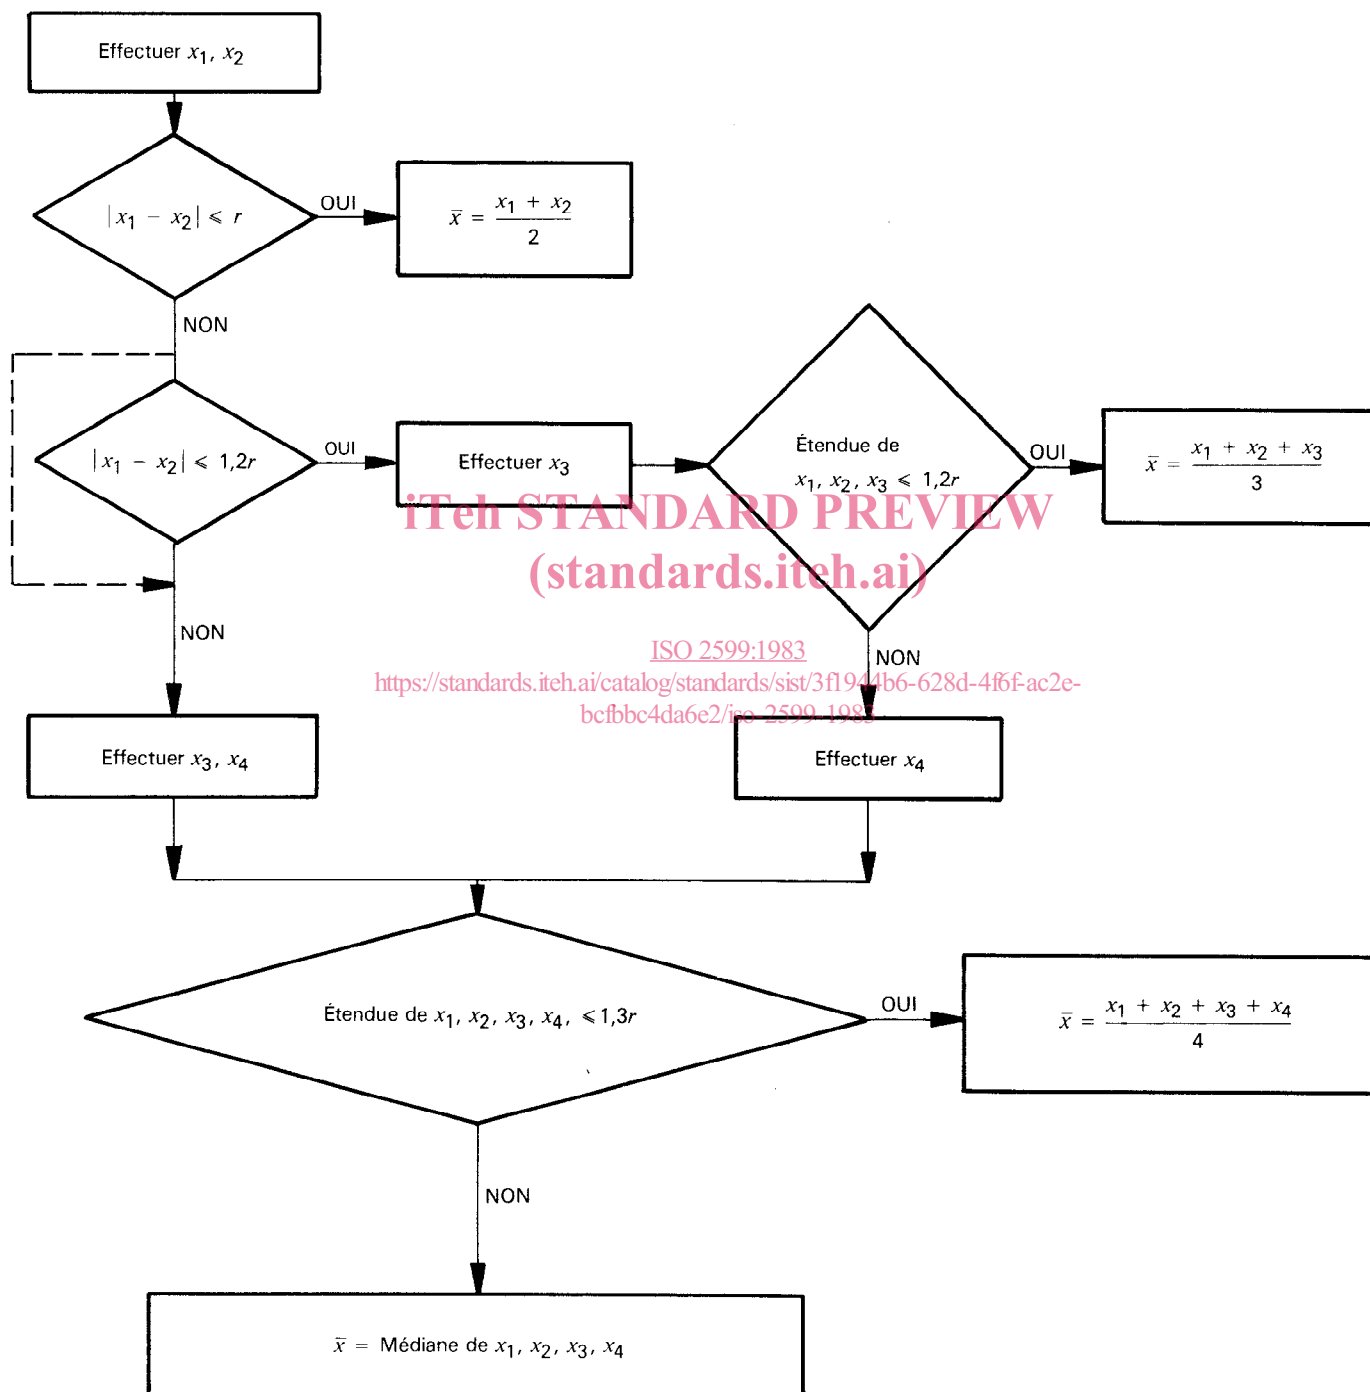 Effectuer x1, x2
|x1 − x2| ⩽ r
OUI
x̄ = x1 + x2 / 2
NON
|x1 − x2| ⩽ 1,2r
OUI
Effectuer x3
Étendue de
x1, x2, x3 ⩽ 1,2r
OUI
x̄ = x1 + x2 + x3 / 3
iTeh STANDARD PREVIEW
(standards.iteh.ai)
NON
ISO 2599:1983
NON
https://standards.iteh.ai/catalog/standards/sist/3f1944b6-628d-4f6f-ac2e-
bcfbbc4da6e2/iso-2599-1983
Effectuer x3, x4
Effectuer x4
Étendue de x1, x2, x3, x4, ⩽1,3r
OUI
x̄ = x1 + x2 + x3 + x4 / 4
NON
x̄ = Médiane de x1, x2, x3, x4